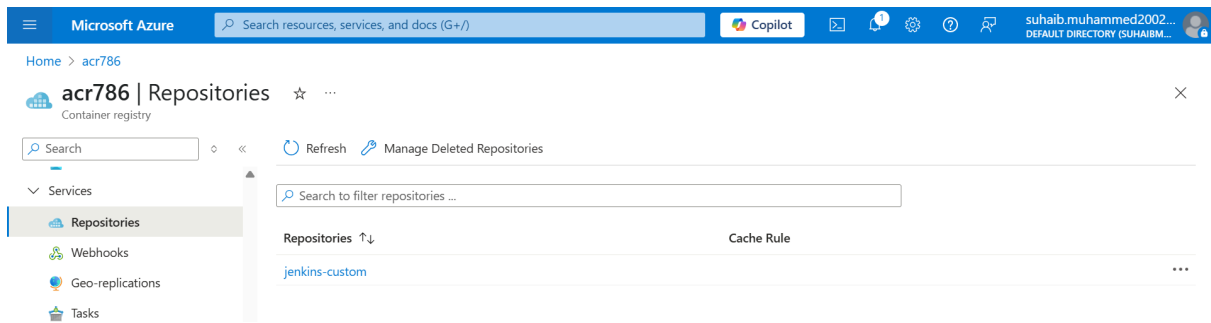 Microsoft Azure
Search resources, services, and docs (G+/)
Copilot
1
suhaib.muhammed2002...
DEFAULT DIRECTORY (SUHAIBM...
Home > acr786
acr786 | Repositories
Container registry
Search
Refresh
Manage Deleted Repositories
Services
Search to filter repositories ...
Repositories
Repositories ↑↓
Cache Rule
Webhooks
jenkins-custom
Geo-replications
Tasks